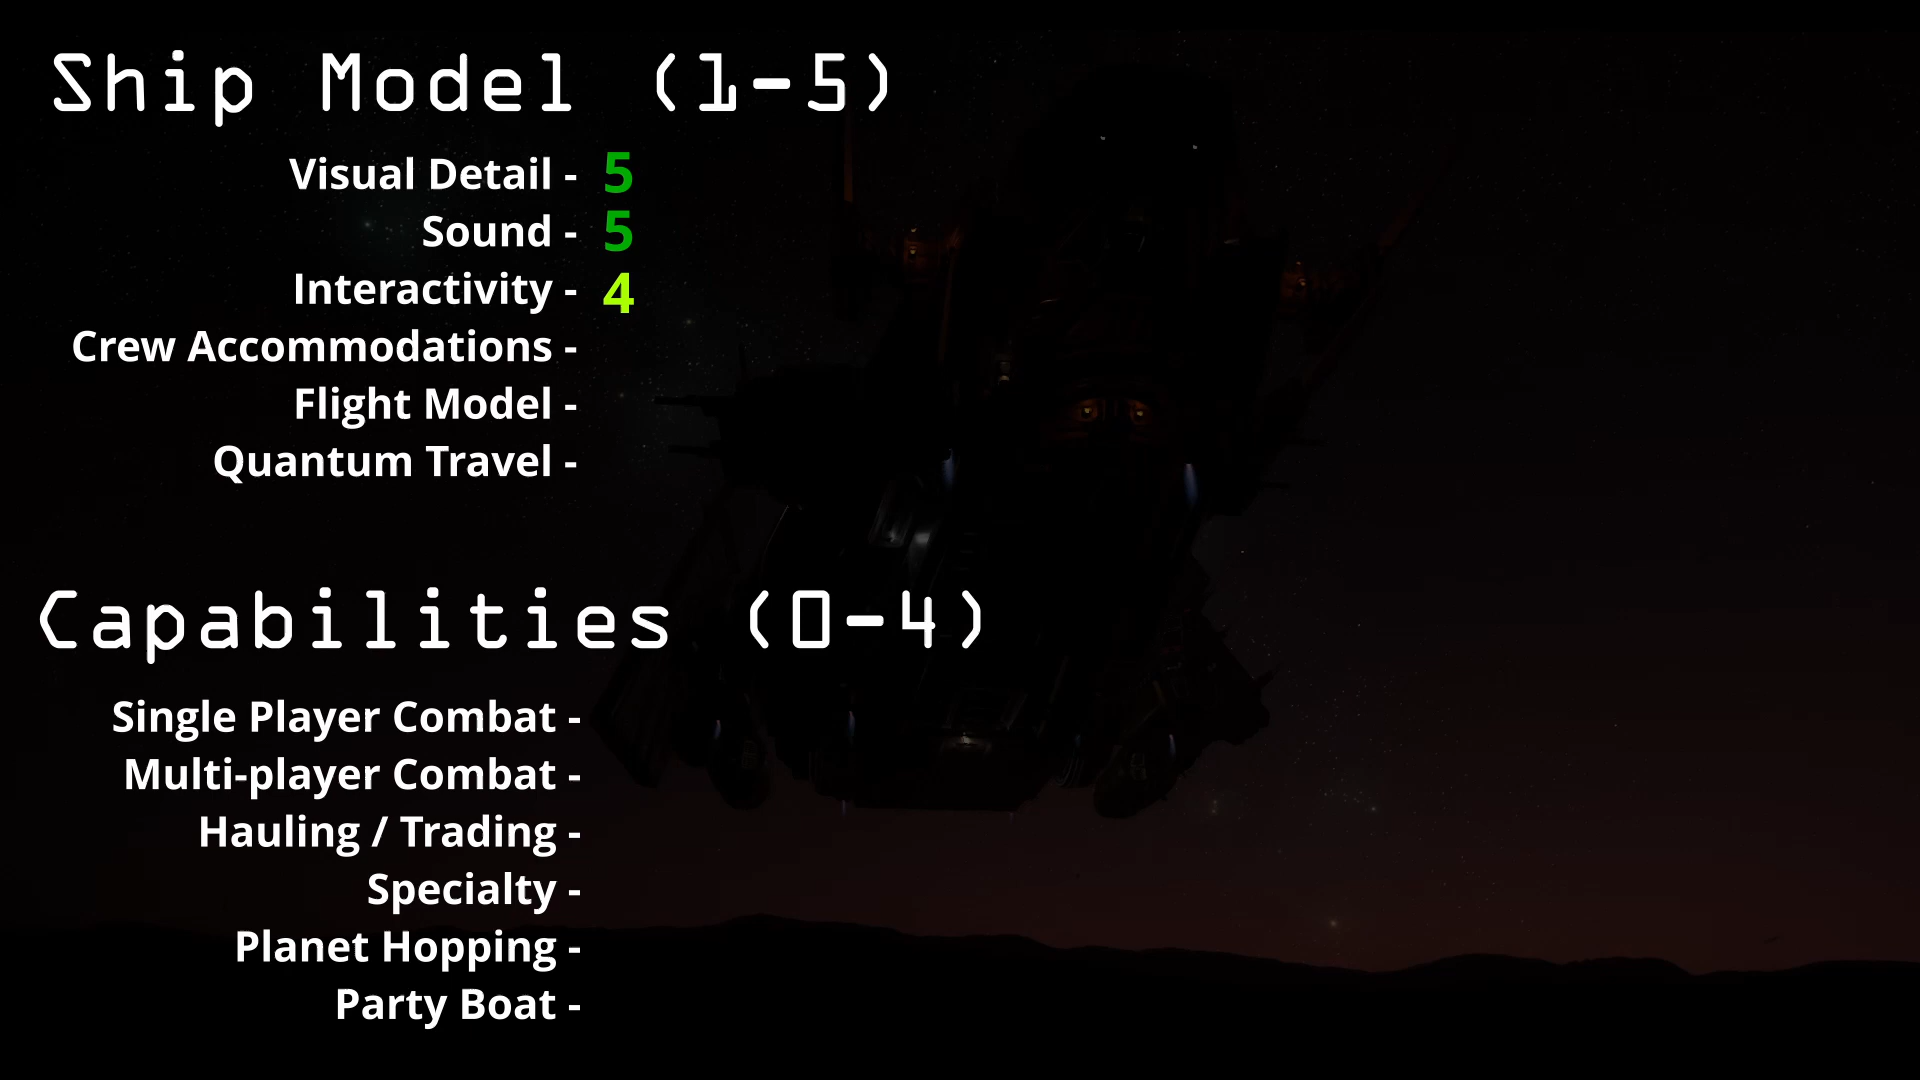 Ship Model (1-5)
Visual Detail - 5
Sound - 5
Interactivity - 4
Crew Accommodations -
Flight Model -
Quantum Travel -
Capabilities (0-4)
Single Player Combat -
Multi-player Combat -
Hauling / Trading -
Specialty -
Planet Hopping -
Party Boat -